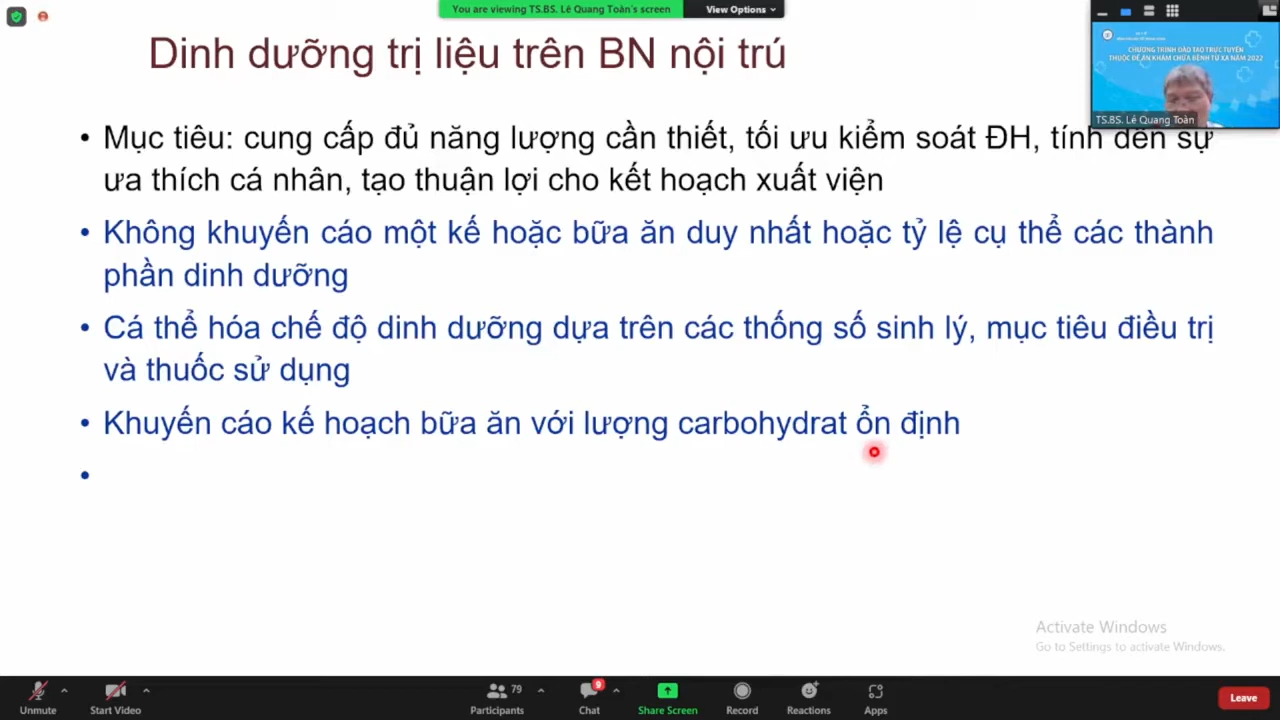 You are viewing TS.BS. Lê Quang Toàn's screen
View Options
Dinh dưỡng trị liệu trên BN nội trú
CHƯƠNG TRÌNH ĐÀO TẠO TRỰC TUYẾN
THUỘC ĐỀ ÁN KHÁM CHỮA BỆNH TỪ XA NĂM 2022
TS.BS. Lê Quang Toàn
• Mục tiêu: cung cấp đủ năng lượng cần thiết, tối ưu kiểm soát ĐH, tính đến sự
ưa thích cá nhân, tạo thuận lợi cho kết hoạch xuất viện
• Không khuyến cáo một kế hoặc bữa ăn duy nhất hoặc tỷ lệ cụ thể các thành
phần dinh dưỡng
• Cá thể hóa chế độ dinh dưỡng dựa trên các thống số sinh lý, mục tiêu điều trị
và thuốc sử dụng
• Khuyến cáo kế hoạch bữa ăn với lượng carbohydrat ổn định
•
Activate Windows
Go to Settings to activate Windows.
Unmute
Start Video
79
Participants
9
Chat
Share Screen
Record
Reactions
Apps
Leave